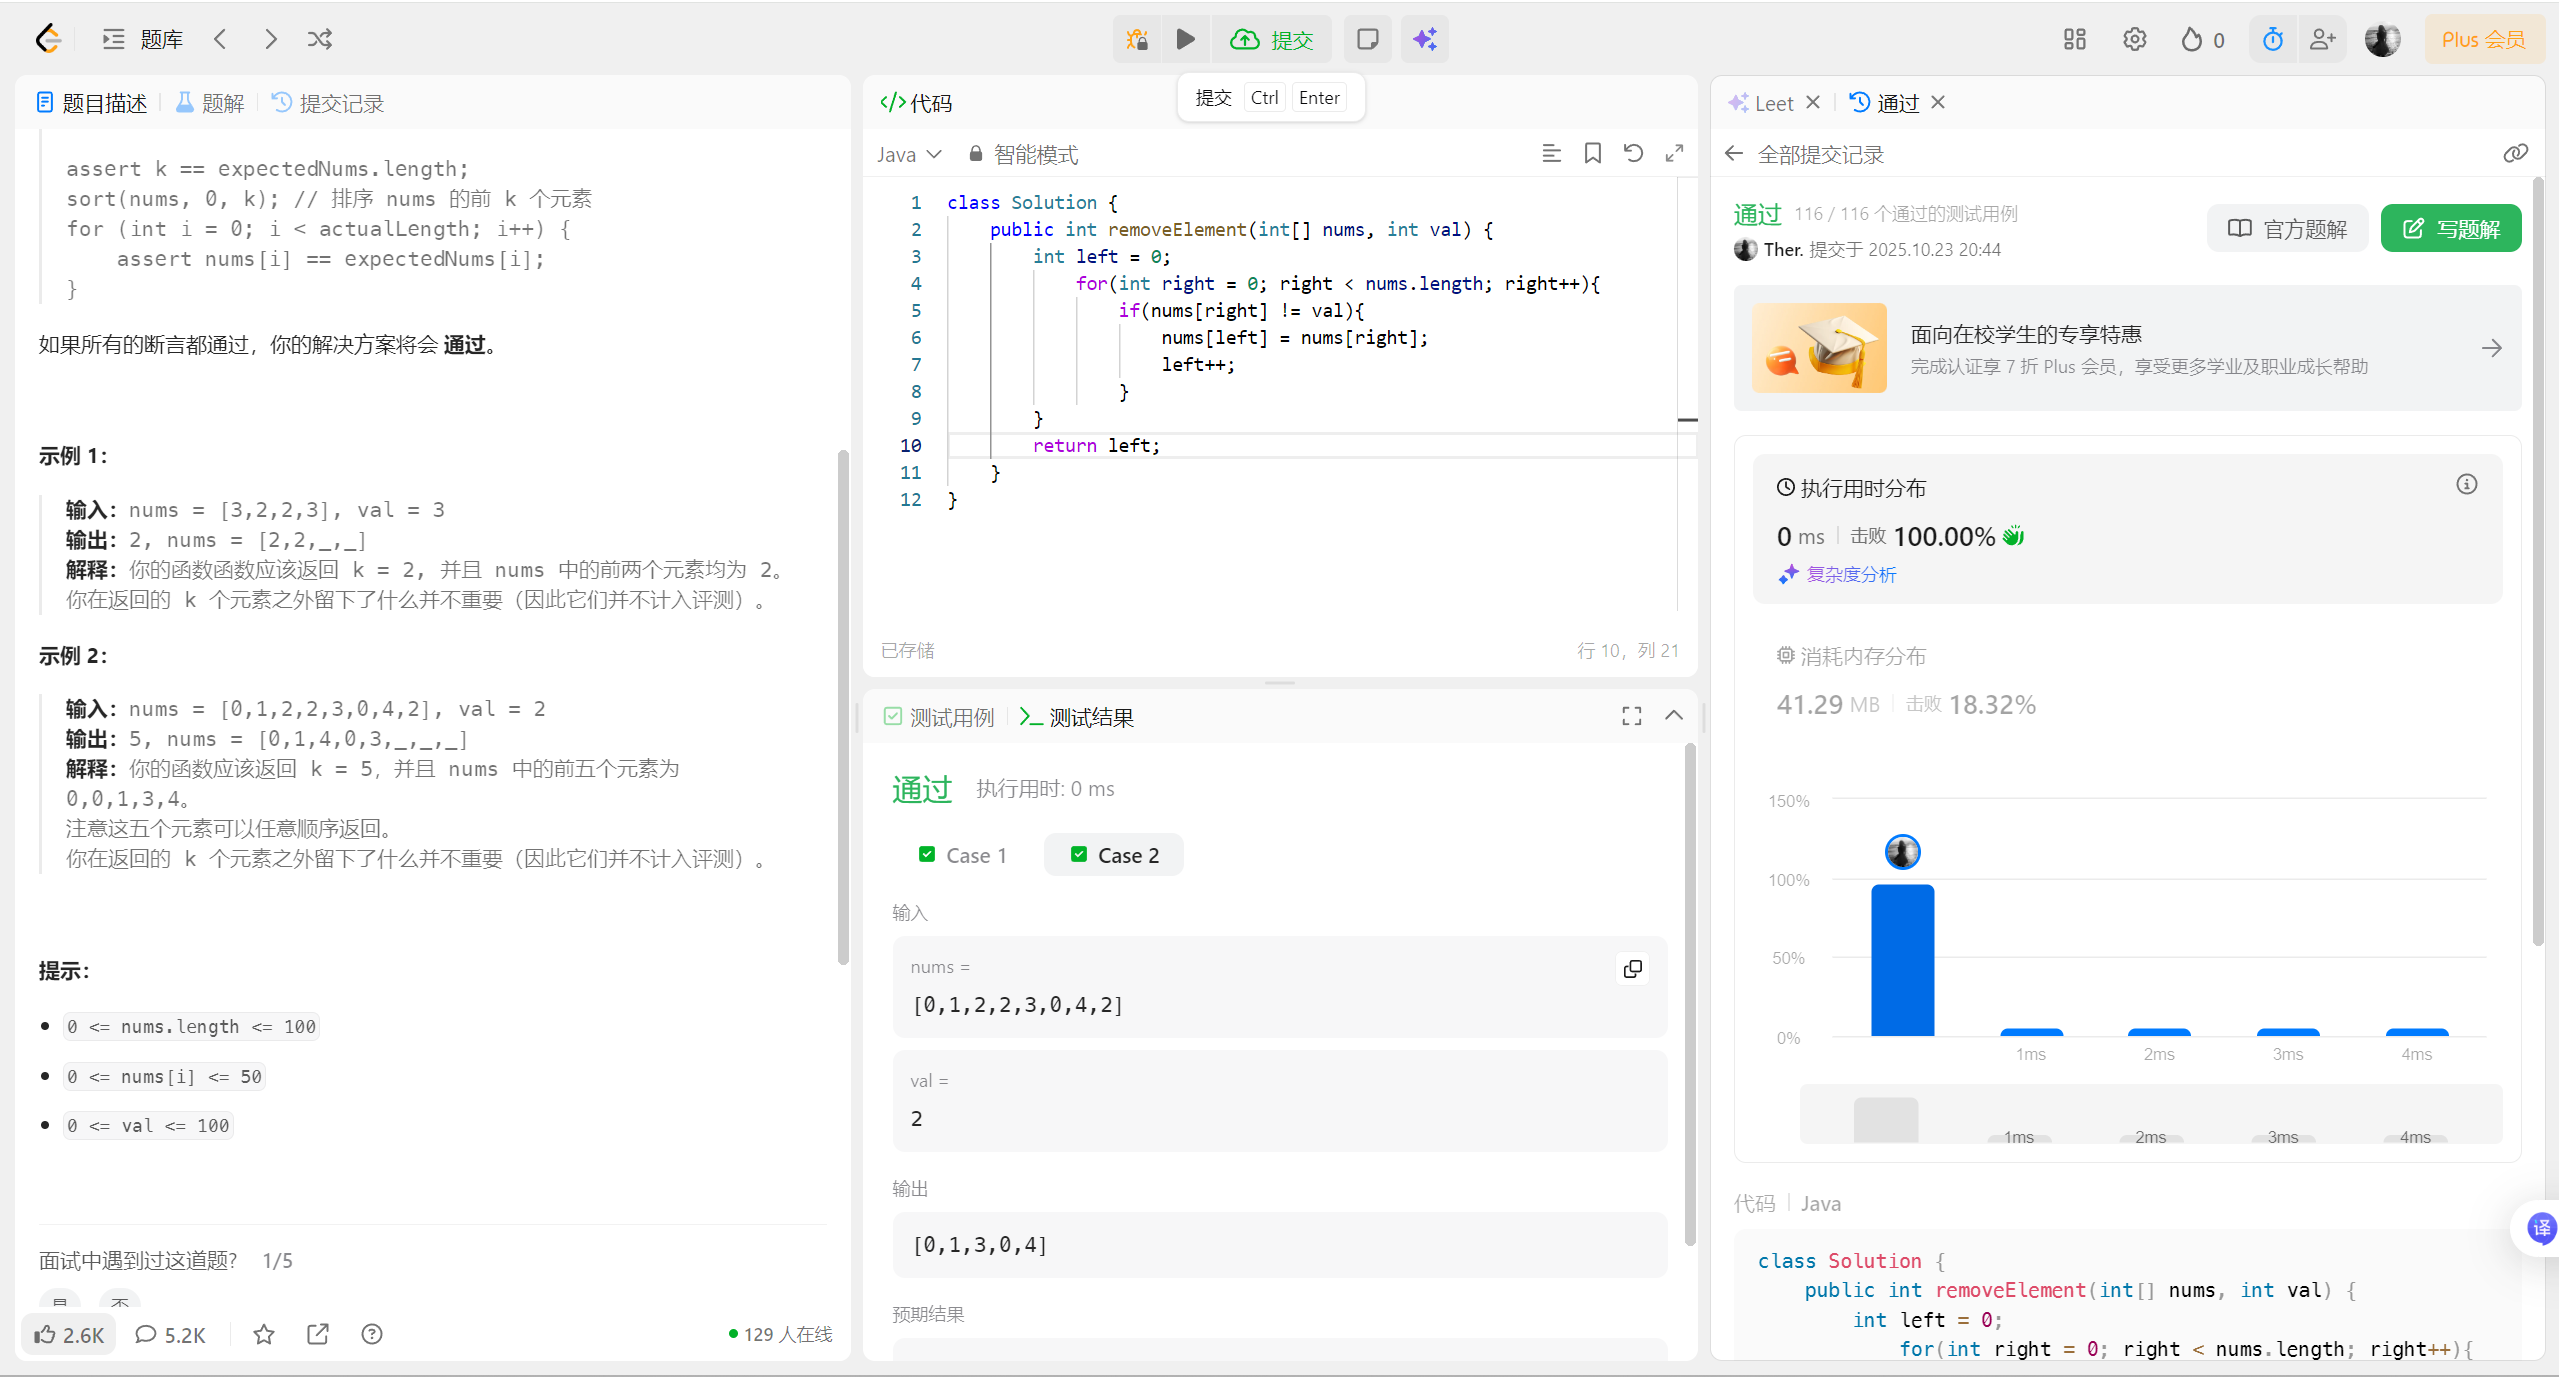 题库
提交
0
Plus 会员
提交 Ctrl Enter
题目描述
题解
提交记录
assert k == expectedNums.length;
sort(nums, 0, k); // 排序 nums 的前 k 个元素
for (int i = 0; i < actualLength; i++) {
    assert nums[i] == expectedNums[i];
}
如果所有的断言都通过，你的解决方案将会 通过。
示例 1：
输入：nums = [3,2,2,3], val = 3
输出：2, nums = [2,2,_,_]
解释：你的函数函数应该返回 k = 2, 并且 nums 中的前两个元素均为 2。
你在返回的 k 个元素之外留下了什么并不重要（因此它们并不计入评测）。
示例 2：
输入：nums = [0,1,2,2,3,0,4,2], val = 2
输出：5, nums = [0,1,4,0,3,_,_,_]
解释：你的函数应该返回 k = 5，并且 nums 中的前五个元素为
0,0,1,3,4。
注意这五个元素可以任意顺序返回。
你在返回的 k 个元素之外留下了什么并不重要（因此它们并不计入评测）。
提示：
0 <= nums.length <= 100
0 <= nums[i] <= 50
0 <= val <= 100
面试中遇到过这道题? 1/5
2.6K
5.2K
129 人在线
代码
Java
智能模式
1 class Solution {
2     public int removeElement(int[] nums, int val) {
3         int left = 0;
4             for(int right = 0; right < nums.length; right++){
5                 if(nums[right] != val){
6                     nums[left] = nums[right];
7                     left++;
8                 }
9         }
10         return left;
11     }
12 }
已存储
行 10，列 21
测试用例
测试结果
通过
执行用时: 0 ms
Case 1
Case 2
输入
nums =
[0,1,2,2,3,0,4,2]
val =
2
输出
[0,1,3,0,4]
预期结果
Leet
通过
全部提交记录
通过 116 / 116 个通过的测试用例
Ther. 提交于 2025.10.23 20:44
官方题解
写题解
面向在校学生的专享特惠
完成认证享 7 折 Plus 会员，享受更多学业及职业成长帮助
执行用时分布
0 ms 击败 100.00%
复杂度分析
消耗内存分布
41.29 MB 击败 18.32%
150%
100%
50%
0%
1ms 2ms 3ms 4ms
1ms 2ms 3ms 4ms
代码 Java
class Solution {
    public int removeElement(int[] nums, int val) {
        int left = 0;
            for(int right = 0; right < nums.length; right++){
译